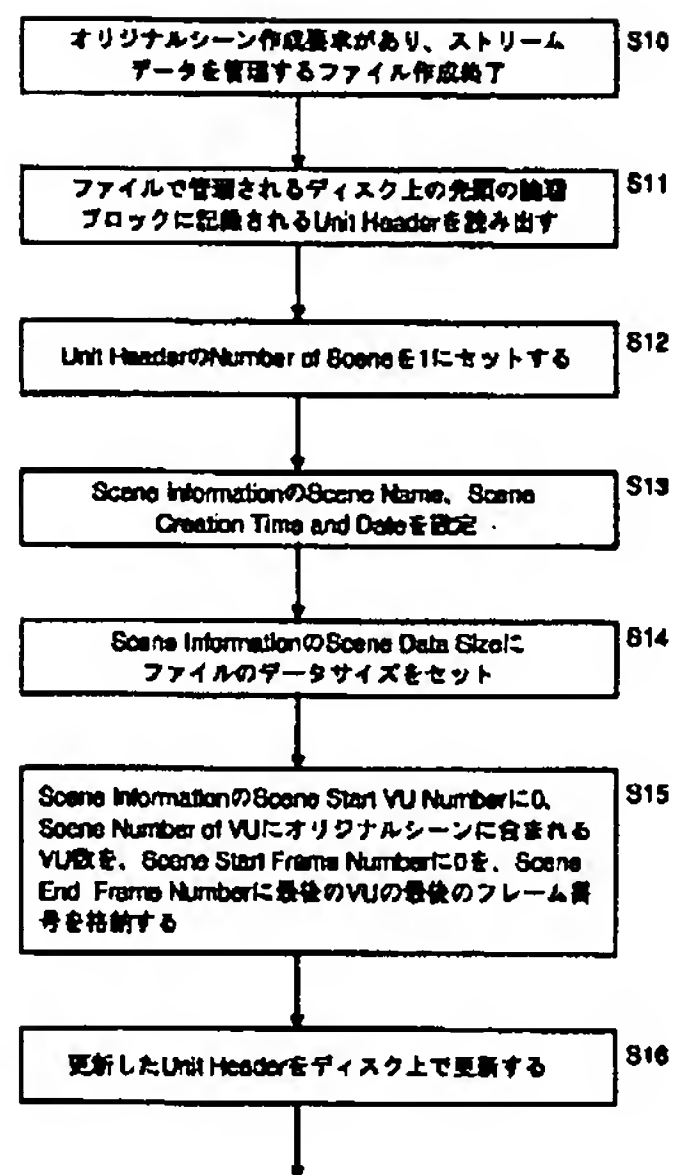 オリジナルシーン作成要求があり、ストリーム
データを管理するファイル作成終了
S10
ファイルで管理されるディスク上の先頭の論理
ブロックに記録されるUnit Headerを読み出す
S11
Unit HeaderのNumber of Sceneを1にセットする
S12
Scene InformationのScene Name、Scene
Creation Time and Dateを設定
S13
Scene InformationのScene Data Sizeに
ファイルのデータサイズをセット
S14
Scene InformationのScene Start VU Numberに0、
Scene Number of VUにオリジナルシーンに含まれる
VU数を、Scene Start Frame Numberに0を、Scene
End Frame Numberに最後のVUの最後のフレーム番
号を格納する
S15
更新したUnit Headerをディスク上で更新する
S16